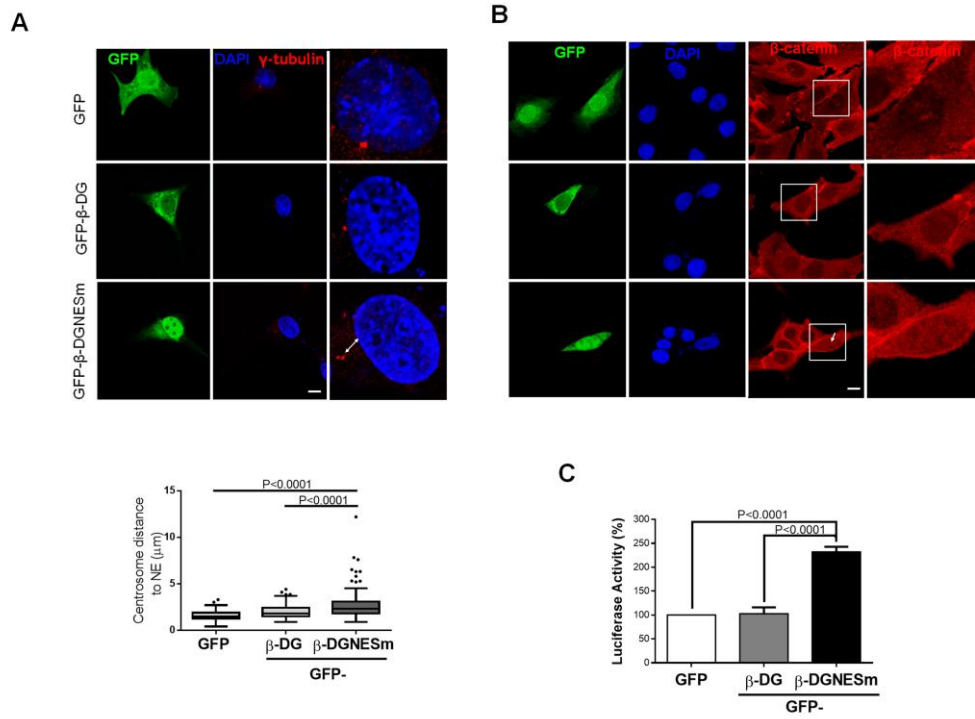 A
GFP DAPI γ-tubulin
GFP
GFP-β-DG
GFP-β-DGNESm
15
10
5
0
Centrosome distance
to NE (μm)
P<0.0001
P<0.0001
GFP β-DG β-DGNESm
GFP-
B
GFP DAPI β-catenin β-catenin
C
300
250
200
150
100
50
0
Luciferase Activity (%)
P<0.0001
P<0.0001
GFP β-DG β-DGNESm
GFP-